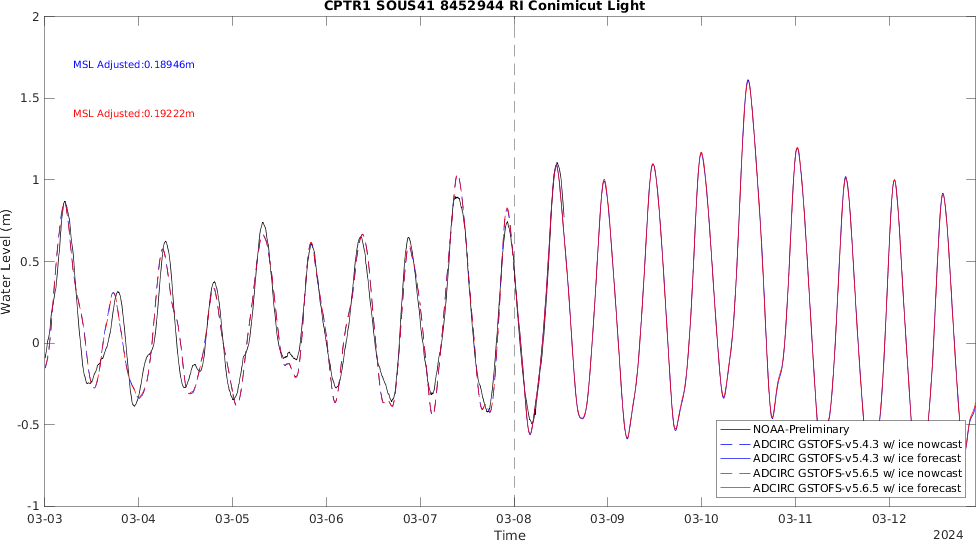 CPTR1 SOUS41 8452944 RI Conimicut Light
MSL Adjusted:0.18946m
MSL Adjusted:0.19222m
Water Level (m)
2
1.5
1
0.5
0
-0.5
-1
NOAA-Preliminary
ADCIRC GSTOFS-v5.4.3 w/ ice nowcast
ADCIRC GSTOFS-v5.4.3 w/ ice forecast
ADCIRC GSTOFS-v5.6.5 w/ ice nowcast
ADCIRC GSTOFS-v5.6.5 w/ ice forecast
03-03 03-04 03-05 03-06 03-07 03-08 03-09 03-10 03-11 03-12
Time
2024